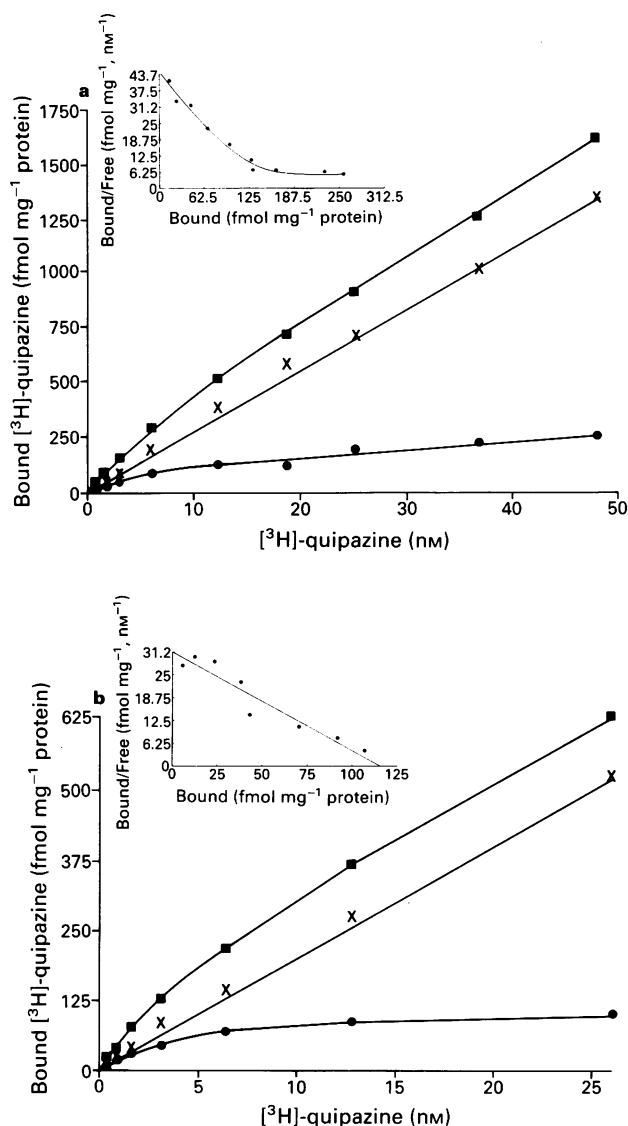 a
Bound/Free (fmol mg⁻¹, nM⁻¹)
43.7
37.5
31.2
25
18.75
12.5
6.25
0
0 62.5 125 187.5 250 312.5
Bound (fmol mg⁻¹ protein)
Bound [³H]-quipazine (fmol mg⁻¹ protein)
1750
1500
1250
1000
750
500
250
0
0 10 20 30 40 50
[³H]-quipazine (nM)
b
Bound/Free (fmol mg⁻¹, nM⁻¹)
31.2
25
18.75
12.5
6.25
0
0 25 50 75 100 125
Bound (fmol mg⁻¹ protein)
Bound [³H]-quipazine (fmol mg⁻¹ protein)
625
500
375
250
125
0
0 5 10 15 20 25
[³H]-quipazine (nM)